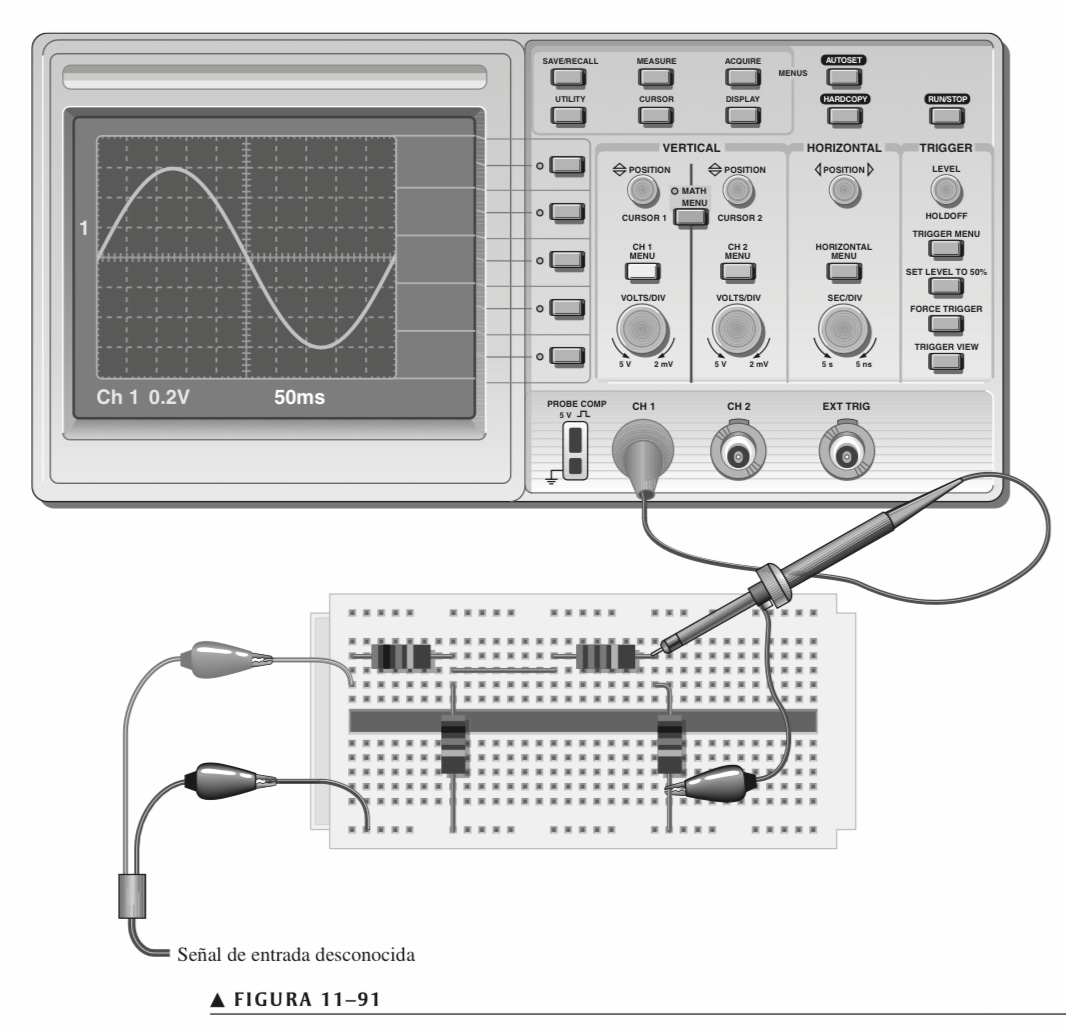 SAVE/RECALL MEASURE ACQUIRE MENUS AUTOSET
UTILITY CURSOR DISPLAY HARDCOPY RUN/STOP
VERTICAL HORIZONTAL TRIGGER
POSITION POSITION POSITION LEVEL
MATH
MENU
CURSOR 1 CURSOR 2 HOLDOFF
TRIGGER MENU
CH 1
MENU
CH 2
MENU
HORIZONTAL
MENU
SET LEVEL TO 50%
VOLTS/DIV VOLTS/DIV SEC/DIV FORCE TRIGGER
TRIGGER VIEW
5 V 2 mV 5 V 2 mV 5 s 5 ns
1
Ch 1 0.2V 50ms
PROBE COMP
5 V
CH 1 CH 2 EXT TRIG
Señal de entrada desconocida
▲ FIGURA 11–91